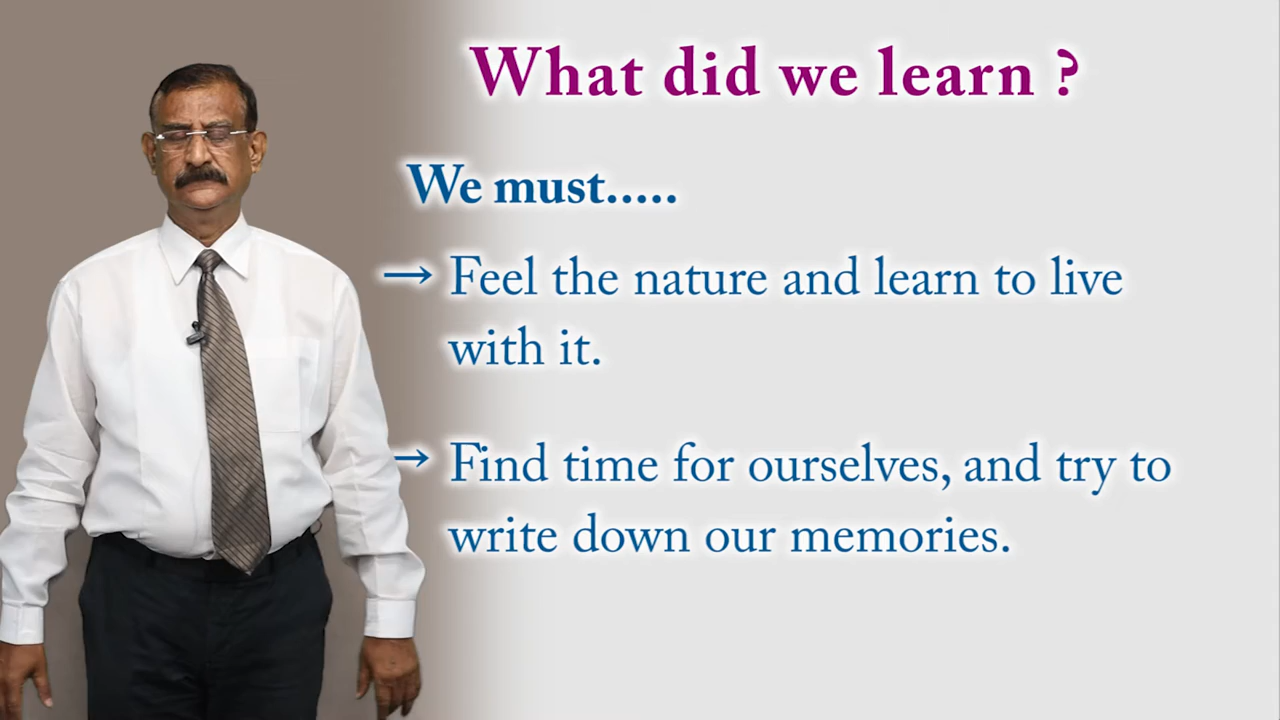 What did we learn ?
We must.....
→ Feel the nature and learn to live
with it.
→ Find time for ourselves, and try to
write down our memories.